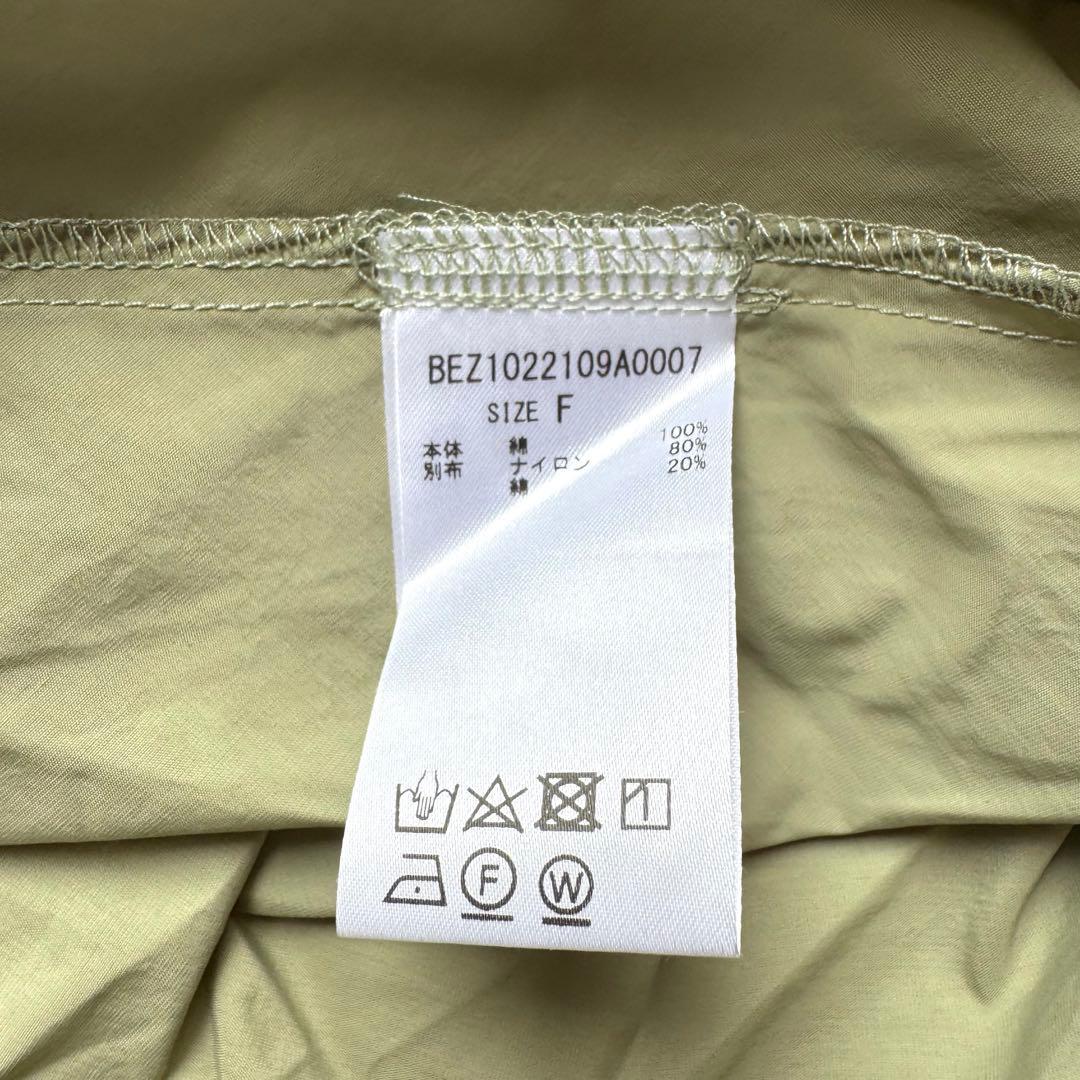 BEZ1022109A0007
SIZE F
本体 綿 100%
別布 ナイロン 80%
綿 20%
F W